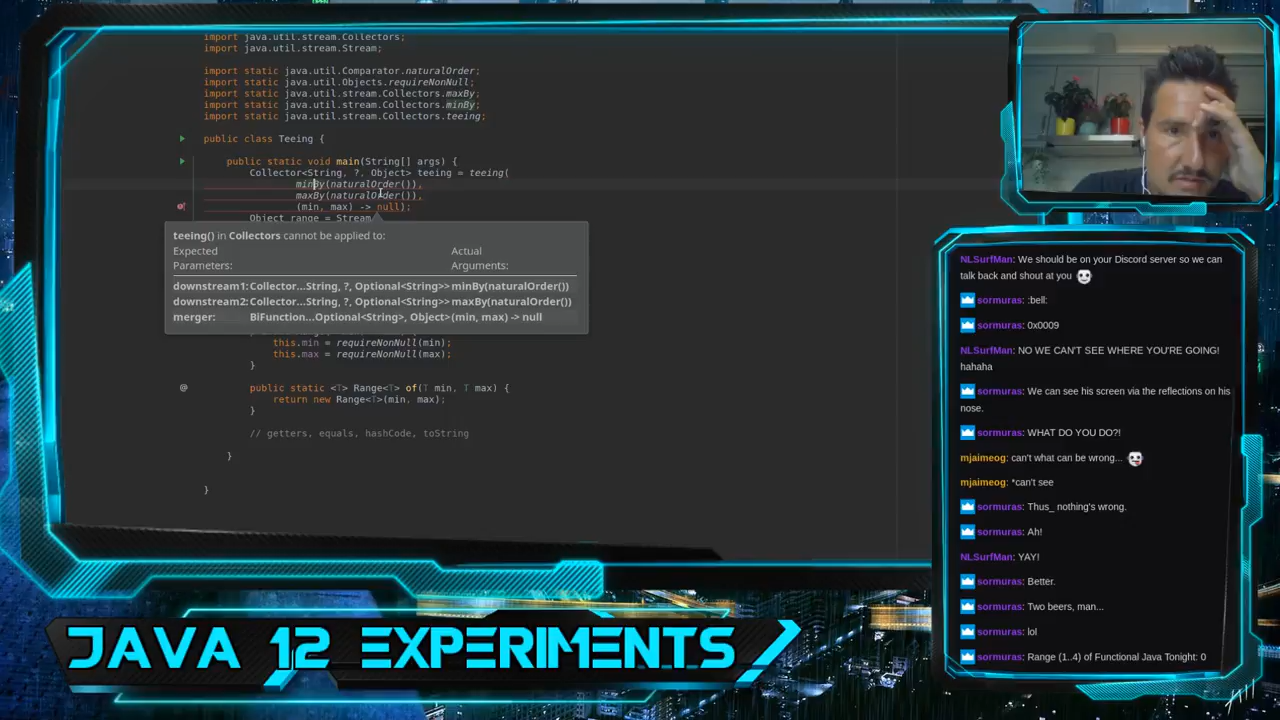 import java.util.stream.Collectors;
import java.util.stream.Stream;
import static java.util.Comparator.naturalOrder;
import static java.util.Objects.requireNonNull;
import static java.util.stream.Collectors.maxBy;
import static java.util.stream.Collectors.minBy;
import static java.util.stream.Collectors.teeing;
public class Teeing {
public static void main(String[] args) {
Collector<String, ?, Object> teeing = teeing(
minBy(naturalOrder()),
maxBy(naturalOrder()),
(min, max) -> null);
Object range = Stream
teeing() in Collectors cannot be applied to:
Expected Actual
Parameters: Arguments:
downstream1: Collector...String, ?, Optional<String>> minBy(naturalOrder())
downstream2: Collector...String, ?, Optional<String>> maxBy(naturalOrder())
merger: BiFunction...Optional<String>, Object> (min, max) -> null
this.min = requireNonNull(min);
this.max = requireNonNull(max);
}
@ public static <T> Range<T> of(T min, T max) {
return new Range<T>(min, max);
}
// getters, equals, hashCode, toString
}
}
NLSurfMan: We should be on your Discord server so we can
talk back and shout at you
sormuras: :bell:
sormuras: 0x0009
NLSurfMan: NO WE CAN'T SEE WHERE YOU'RE GOING!
hahaha
sormuras: We can see his screen via the reflections on his
nose.
sormuras: WHAT DO YOU DO?!
mjaimeog: can't what can be wrong...
mjaimeog: *can't see
sormuras: Thus_ nothing's wrong.
sormuras: Ah!
NLSurfMan: YAY!
sormuras: Better.
sormuras: Two beers, man...
sormuras: lol
sormuras: Range (1..4) of Functional Java Tonight: 0
JAVA 12 EXPERIMENTS